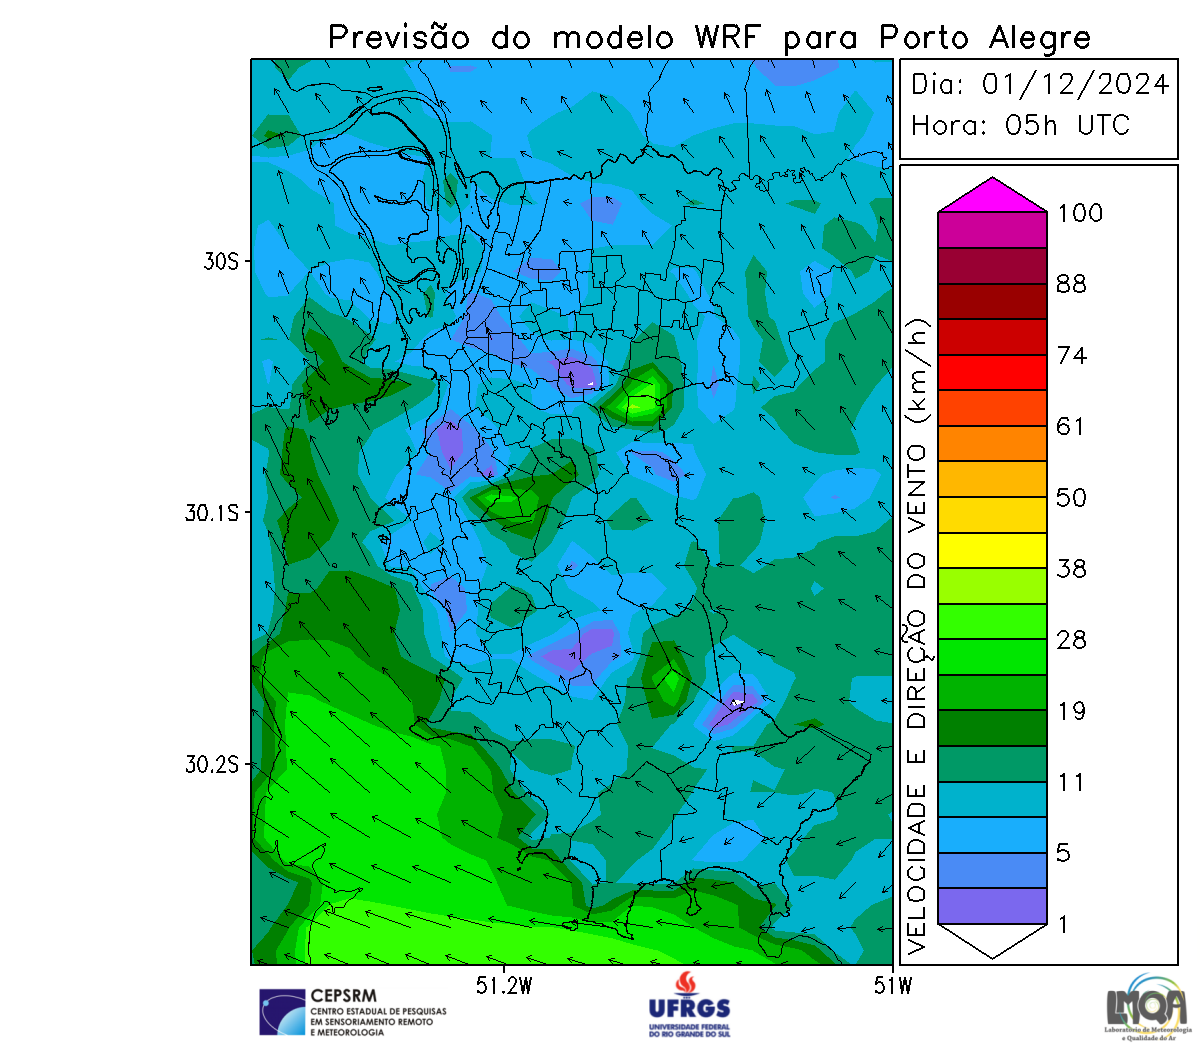 Previsão do modelo WRF para Porto Alegre
Dia: 01/12/2024
Hora: 05h UTC
30S
30.1S
30.2S
51.2W
51W
VELOCIDADE E DIREÇÃO DO VENTO (km/h)
100
88
74
61
50
38
28
19
11
5
1
CEPSRM
CENTRO ESTADUAL DE PESQUISAS
EM SENSORIAMENTO REMOTO
E METEOROLOGIA
UFRGS
UNIVERSIDADE FEDERAL
DO RIO GRANDE DO SUL
LMQA
Laboratório de Meteorologia
e Qualidade do Ar